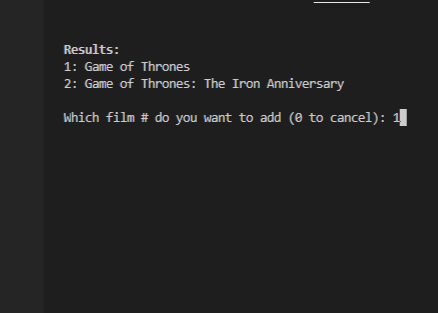 Results:
1: Game of Thrones
2: Game of Thrones: The Iron Anniversary
Which film # do you want to add (0 to cancel): 1